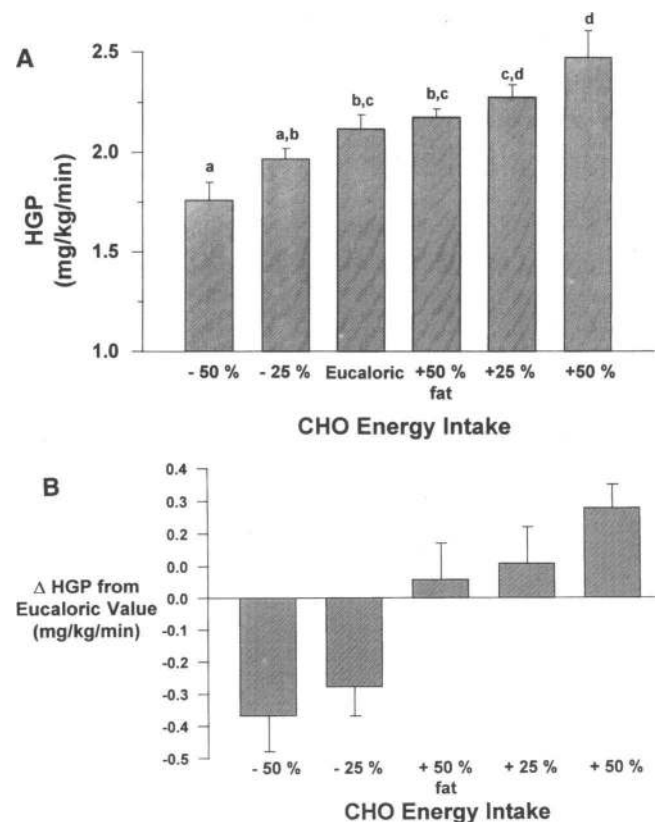 A
2.5
2.0
1.5
1.0
HGP
(mg/kg/min)
a
a,b
b,c
b,c
c,d
d
- 50 % - 25 % Eucaloric +50 % +25 % +50 %
fat
CHO Energy Intake
B
0.4
0.3
0.2
0.0
0.0
-0.1
-0.2
-0.3
-0.4
-0.5
Δ HGP from
Eucaloric Value
(mg/kg/min)
- 50 % - 25 % + 50 % + 25 % + 50 %
fat
CHO Energy Intake